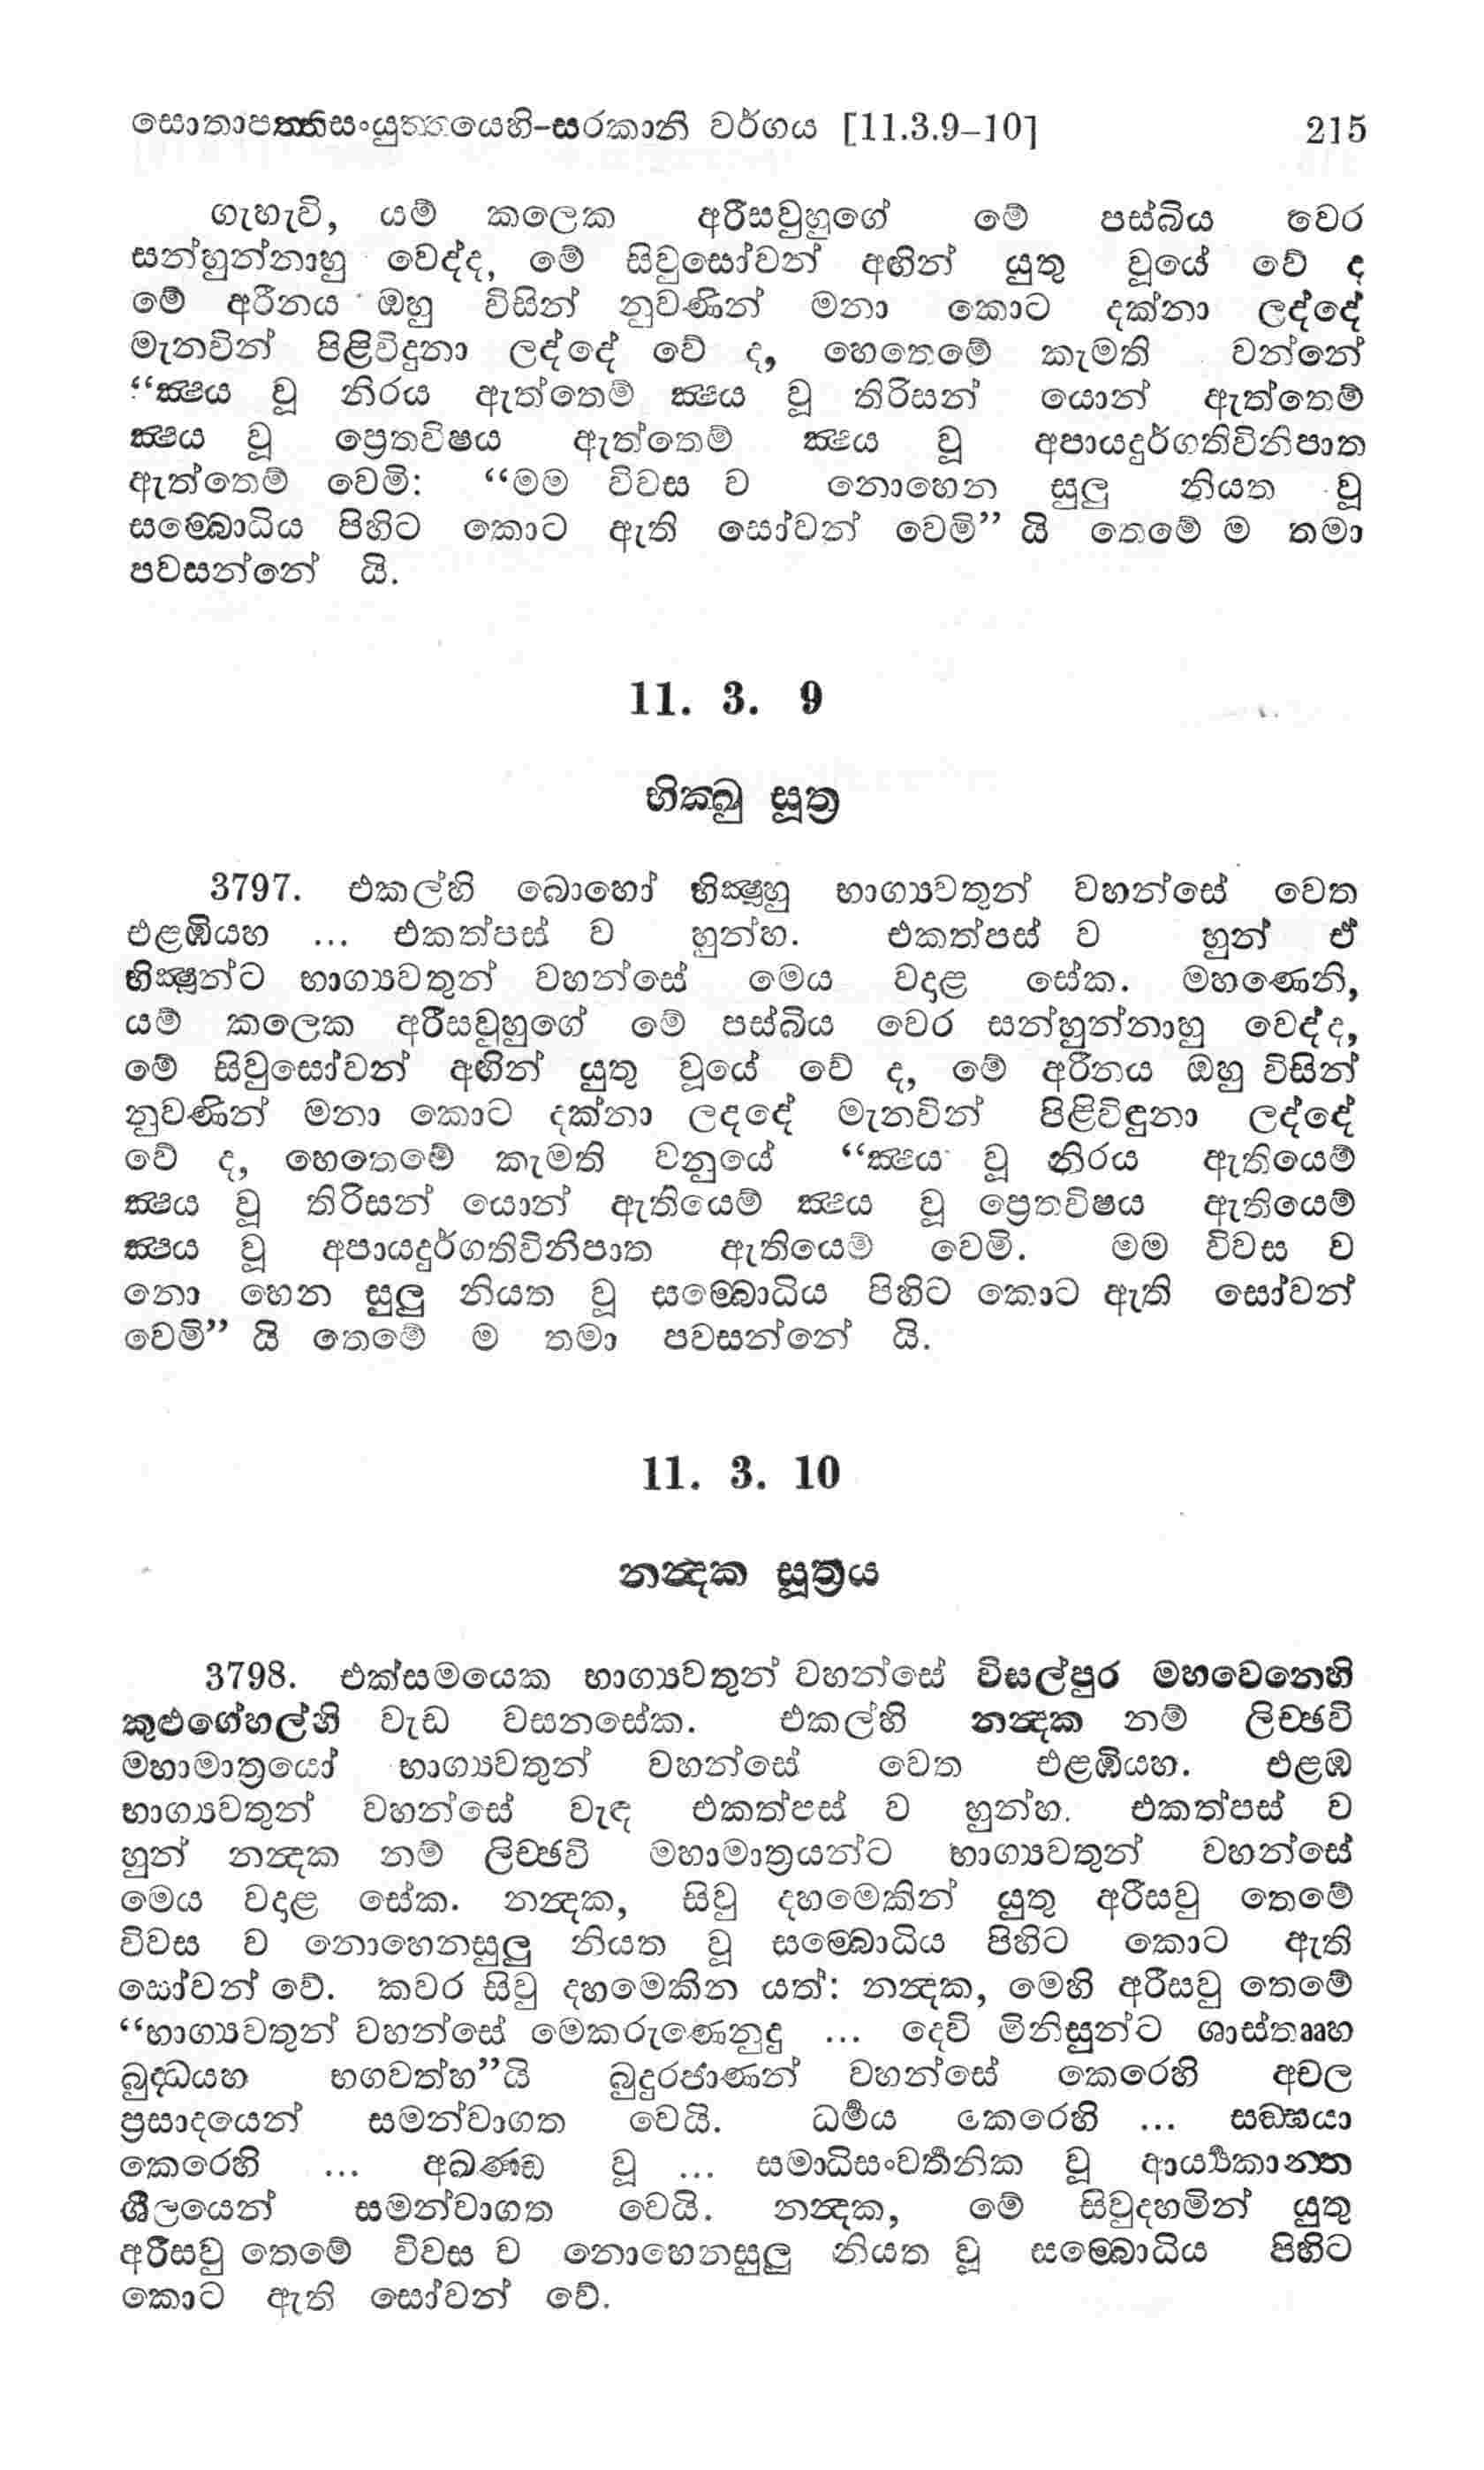 සොතාපත්තිසංයුත්තයෙහි-සරකානි වර්ගය [11.3.9–10] 215
ගැහැවි, යම් කලෙක අරීසවුහුගේ මේ පස්බිය වෙර
සන්හුන්නාහු වෙද්ද, මේ සිවුසෝවන් අඟින් යුතු වූයේ වේ ද
මේ අරීනය ඔහු විසින් නුවණින් මනා කොට දක්නා ලද්දේ
මැනවින් පිළිවිදුනා ලද්දේ වේ ද, හෙතෙමේ කැමති වන්නේ
“ක්‍ෂය වූ නිරය ඇත්තෙම් ක්‍ෂය වූ තිරිසන් යොන් ඇත්තෙම්
ක්‍ෂය වූ ප්‍රෙතවිෂය ඇත්තෙම් ක්‍ෂය වූ අපායදුර්ගතිවිනිපාත
ඇත්තෙම් වෙමි: “මම විවස ව නොහෙන සුලු නියත වූ
සම්බොධිය පිහිට කොට ඇති සෝවන් වෙමි” යි තෙමේ ම තමා
පවසන්නේ යි.
11. 3. 9
භික්ඛු සූත්‍ර
3797. එකල්හි බොහෝ භික්‍ෂූහු භාග්‍යවතුන් වහන්සේ වෙත
එළඹියහ ... එකත්පස් ව හුන්හ. එකත්පස් ව හුන් ඒ
භික්‍ෂූන්ට භාග්‍යවතුන් වහන්සේ මෙය වදාළ සේක. මහණෙනි,
යම් කලෙක අරීසවුහුගේ මේ පස්බිය වෙර සන්හුන්නාහු වෙද්ද,
මේ සිවුසෝවන් අඟින් යුතු වූයේ වේ ද, මේ අරීනය ඔහු විසින්
නුවණින් මනා කොට දක්නා ලදදේ මැනවින් පිළිවිඳුනා ලද්දේ
වේ ද, හෙතෙමේ කැමති වනුයේ “ක්‍ෂය වූ නිරය ඇතියෙම්
ක්‍ෂය වූ තිරිසන් යොන් ඇතියෙම් ක්‍ෂය වූ ප්‍රෙතවිෂය ඇතියෙම්
ක්‍ෂය වූ අපායදුර්ගතිවිනිපාත ඇතියෙම් වෙමි. මම විවස ව
නො හෙන සුලු නියත වූ සම්බොධිය පිහිට කොට ඇති සෝවන්
වෙමි” යි තෙමේ ම තමා පවසන්නේ යි.
11. 3. 10
නන්‍දක සූත්‍රය
3798. එක්සමයෙක භාග්‍යවතුන් වහන්සේ විසල්පුර මහවෙනෙහි
කුළුගේහල්හි වැඩ වසනසේක. එකල්හි නන්‍දක නම් ලිච්ඡවි
මහාමාත්‍රයෝ භාග්‍යවතුන් වහන්සේ වෙත එළඹියහ. එළඹ
භාග්‍යවතුන් වහන්සේ වැඳ එකත්පස් ව හුන්හ. එකත්පස් ව
හුන් නන්‍දක නම් ලිච්ඡවි මහාමාත්‍රයන්ට භාග්‍යවතුන් වහන්සේ
මෙය වදාළ සේක. නන්‍දක, සිවු දහමෙකින් යුතු අරීසවු තෙමේ
විවස ව නොහෙනසුලු නියත වූ සම්බොධිය පිහිට කොට ඇති
සෝවන් වේ. කවර සිවු දහමෙකින යත්: නන්‍දක, මෙහි අරීසවු තෙමේ
“භාග්‍යවතුන් වහන්සේ මෙකරුණෙනුදු ... දෙවි මිනිසුන්ට ශාස්තෲහ
බුද්ධයහ භගවත්හ”යි බුදුරජාණන් වහන්සේ කෙරෙහි අචල
ප්‍රසාදයෙන් සමන්වාගත වෙයි. ධර්‍මය කෙරෙහි ... සඞ්ඝයා
කෙරෙහි ... අඛණ්ඩ වූ ... සමාධිසංවර්‍තනික වූ ආර්‍ය්‍යකාන්ත
ශීලයෙන් සමන්වාගත වෙයි. නන්‍දක, මේ සිවුදහමින් යුතු
අරීසවු තෙමේ විවස ව නොහෙනසුලු නියත වූ සම්බොධිය පිහිට
කොට ඇති සෝවන් වේ.